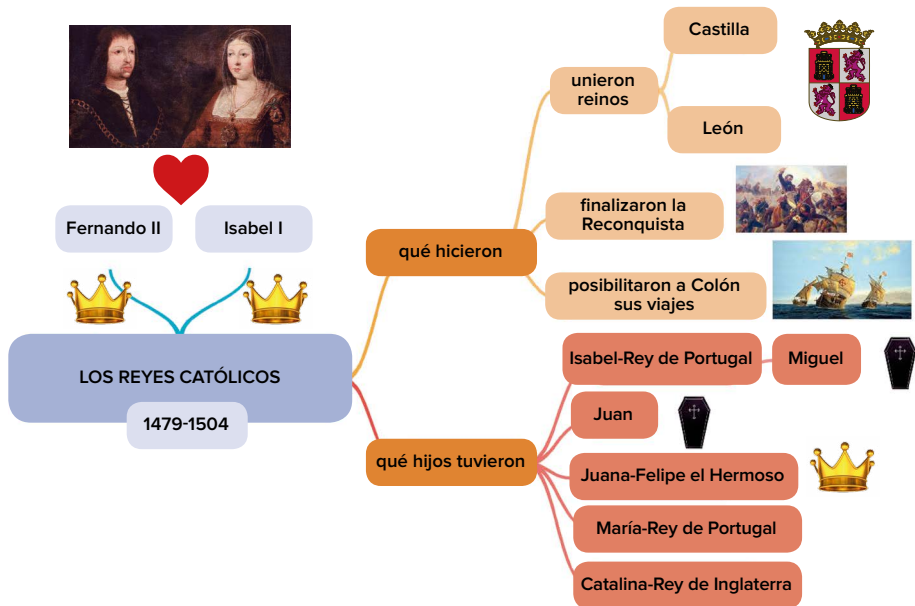 Fernando II
Isabel I
LOS REYES CATÓLICOS
1479-1504
qué hicieron
unieron
reinos
Castilla
León
finalizaron la
Reconquista
posibilitaron a Colón
sus viajes
qué hijos tuvieron
Isabel-Rey de Portugal
Miguel
Juan
Juana-Felipe el Hermoso
María-Rey de Portugal
Catalina-Rey de Inglaterra